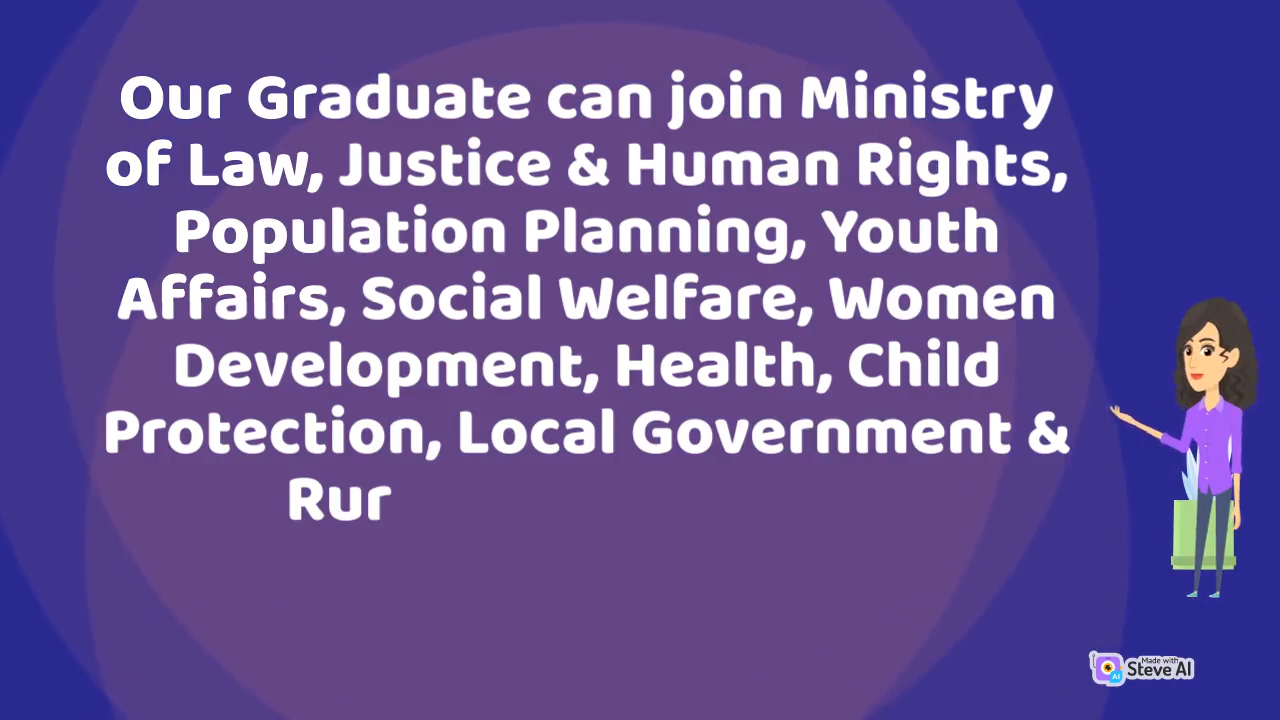 Our Graduate can join Ministry
of Law, Justice & Human Rights,
Population Planning, Youth
Affairs, Social Welfare, Women
Development, Health, Child
Protection, Local Government &
Rur
Made with
Steve AI
AI